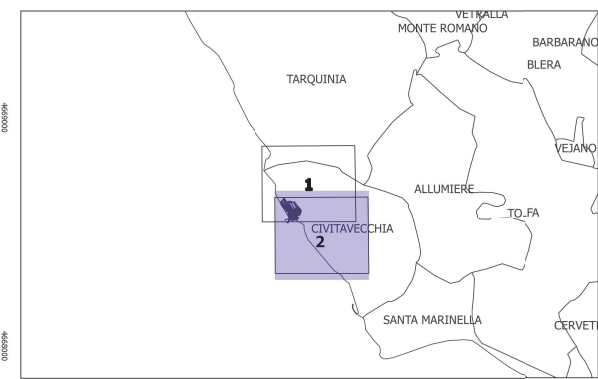 VETRALLA
MONTE ROMANO
BARBARANO
BLERA
TARQUINIA
4669000
VEJANO
1
ALLUMIERE
TO_FA
CIVITAVECCHIA
2
SANTA MARINELLA
CERVETI
4668000